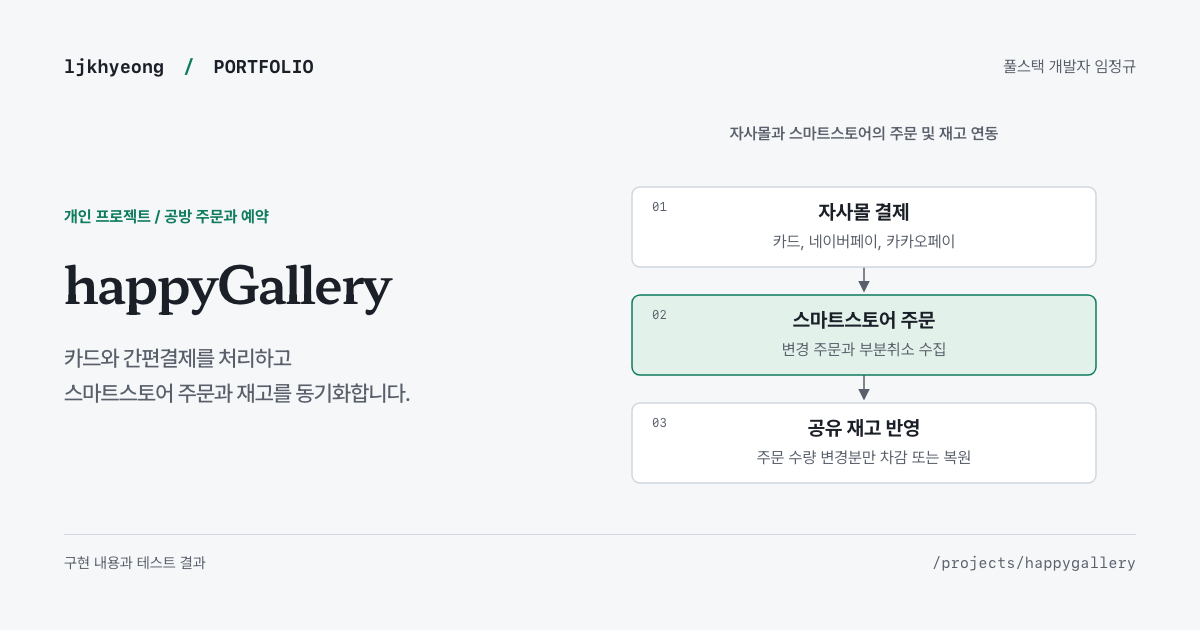 ljkhyeong / PORTFOLIO
풀스택 개발자 임정규
개인 프로젝트 / 공방 주문과 예약
happyGallery
카드와 간편결제를 처리하고
스마트스토어 주문과 재고를 동기화합니다.
자사몰과 스마트스토어의 주문 및 재고 연동
01
자사몰 결제
카드, 네이버페이, 카카오페이
02
스마트스토어 주문
변경 주문과 부분취소 수집
03
공유 재고 반영
주문 수량 변경분만 차감 또는 복원
구현 내용과 테스트 결과
/projects/happygallery